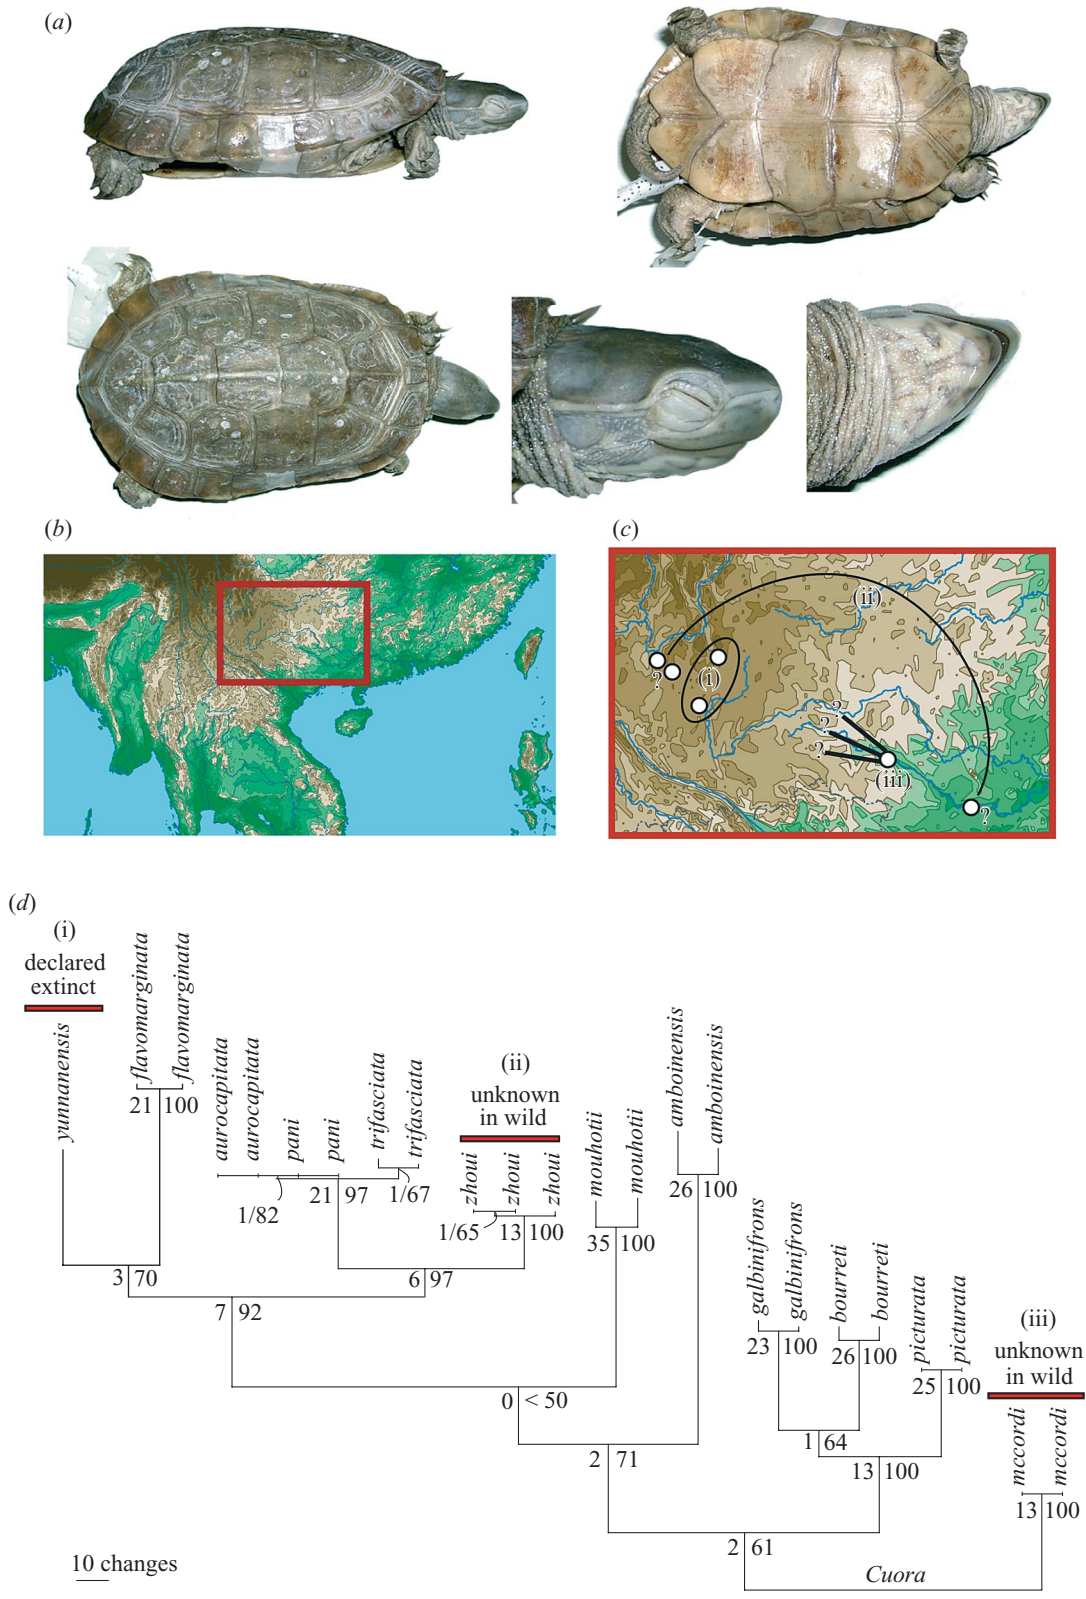 (a)
(b)
(c)
(ii)
(i)
?
?
?
?
(iii)
?
(d)
(i)
declared
extinct
yunnanensis
flavomarginata
flavomarginata
21 100
aurocapitata
aurocapitata
pani
pani
trifasciata
trifasciata
1/82
21 97
1/67
(ii)
unknown
in wild
zhoui
zhoui
zhoui
1/65
13 100
mouhotii
mouhotii
35 100
amboinensis
amboinensis
26 100
3 70
6 97
7 92
galbinifrons
galbinifrons
23 100
bourreti
bourreti
26 100
picturata
picturata
25 100
(iii)
unknown
in wild
mccordi
mccordi
13 100
0 < 50
1 64
2 71
13 100
2 61
Cuora
10 changes